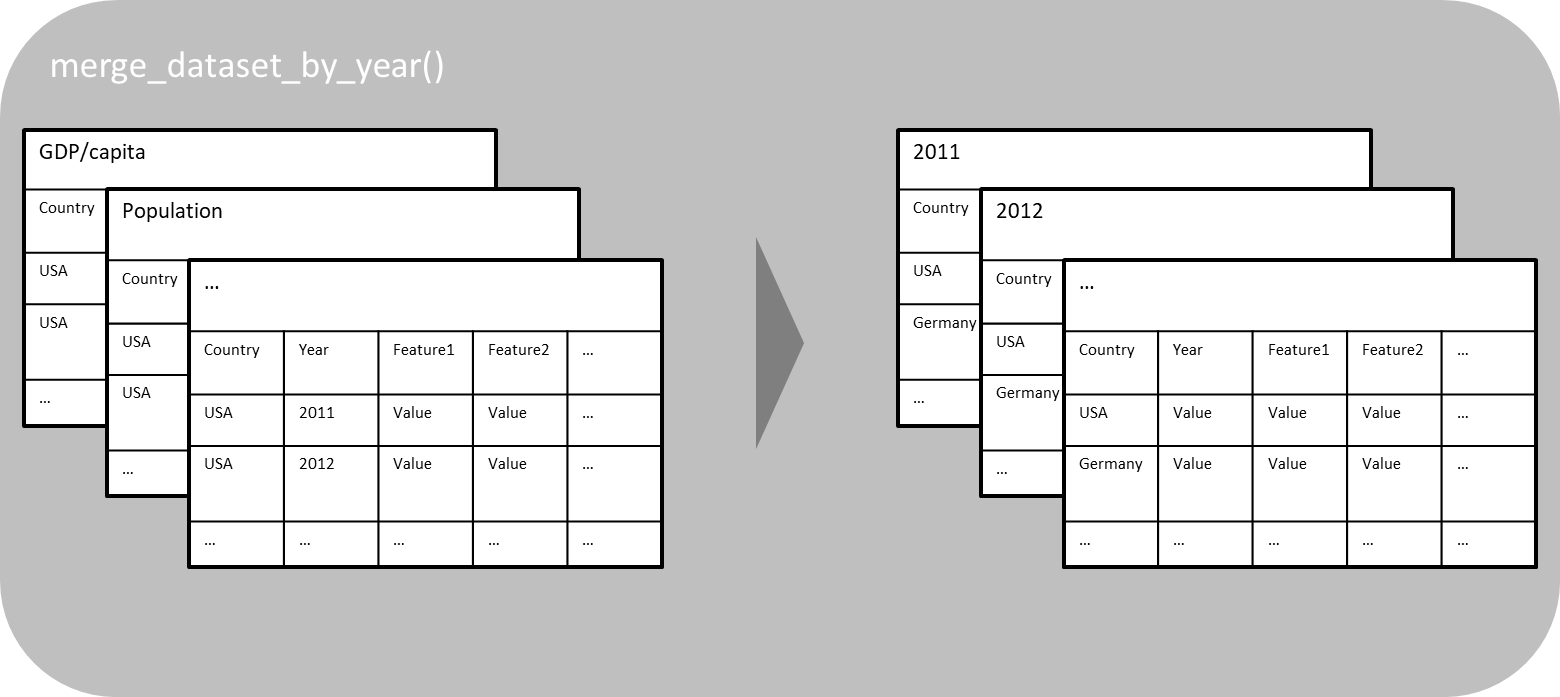 merge_dataset_by_year()
GDP/capita
Country
USA
USA
...
Population
Country
USA
USA
...
...
Country Year Feature1 Feature2 ...
USA 2011 Value Value ...
USA 2012 Value Value ...
... ... ... ... ...
2011
Country
USA
Germany
...
2012
Country
USA
Germany
...
...
Country Year Feature1 Feature2 ...
USA Value Value Value ...
Germany Value Value Value ...
... ... ... ... ...